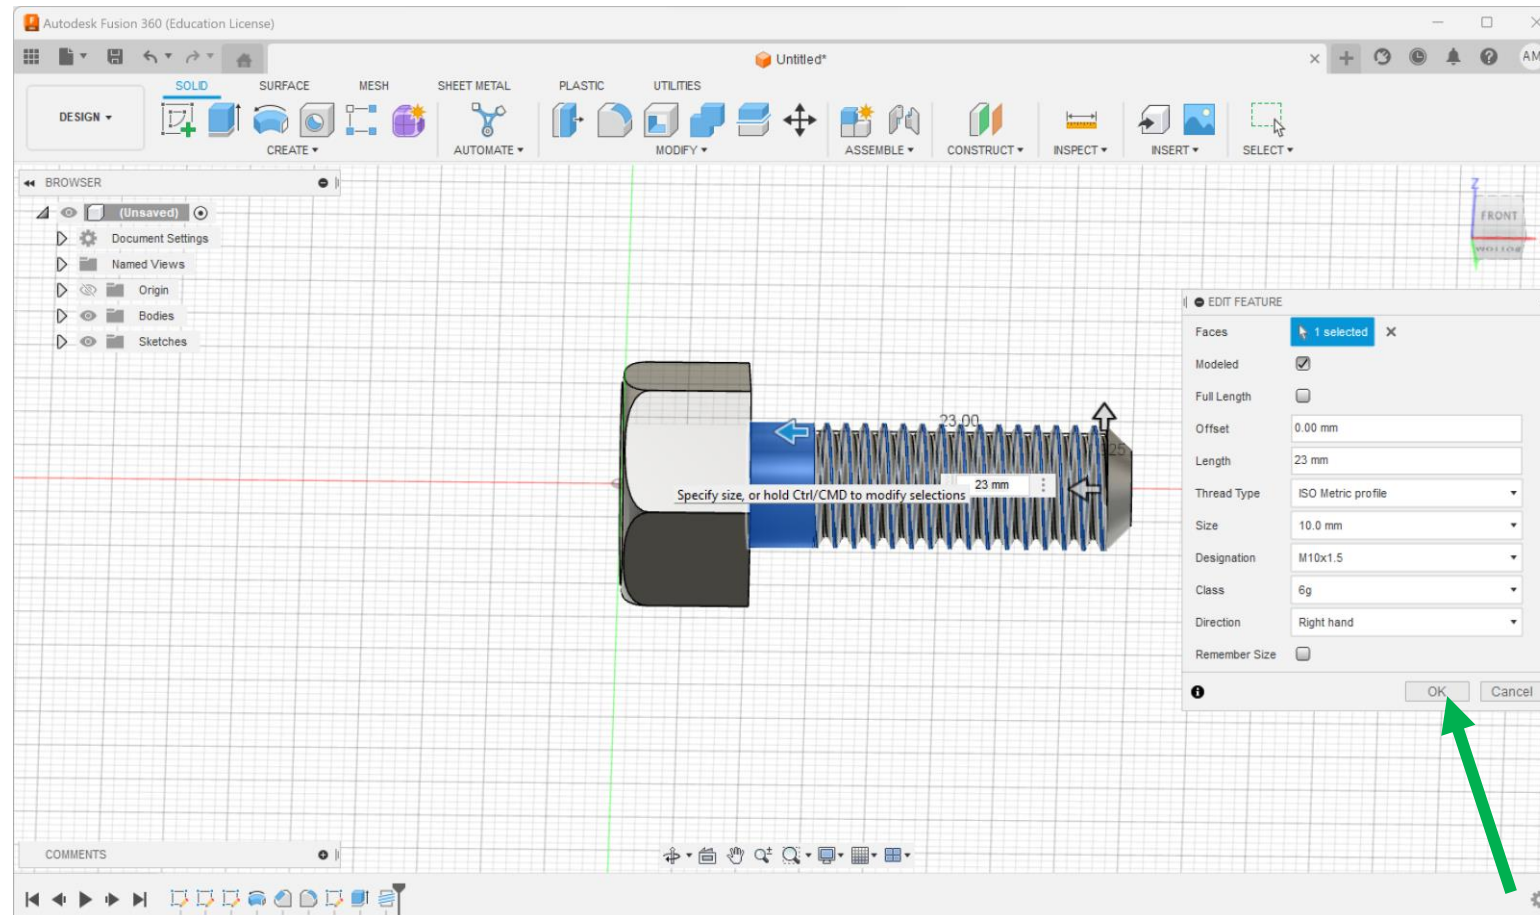 Autodesk Fusion 360 (Education License)
Untitled*
AM
SOLID SURFACE MESH SHEET METAL PLASTIC UTILITIES
DESIGN
CREATE AUTOMATE MODIFY ASSEMBLE CONSTRUCT INSPECT INSERT SELECT
BROWSER
(Unsaved)
Document Settings
Named Views
Origin
Bodies
Sketches
Z
FRONT
BOTTOM
23.00
23 mm
Specify size, or hold Ctrl/CMD to modify selections
EDIT FEATURE
Faces 1 selected
Modeled
Full Length
Offset 0.00 mm
Length 23 mm
Thread Type ISO Metric profile
Size 10.0 mm
Designation M10x1.5
Class 6g
Direction Right hand
Remember Size
OK Cancel
COMMENTS